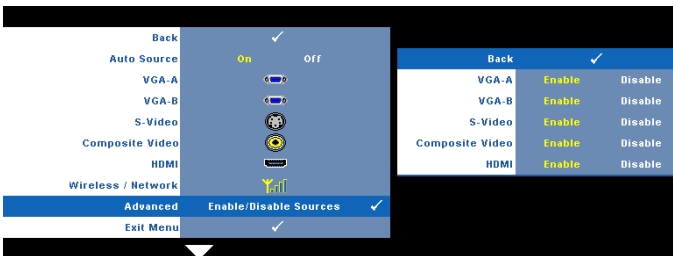 Back
Auto Source On Off
VGA-A
VGA-B
S-Video
Composite Video
HDMI
Wireless / Network
Advanced Enable/Disable Sources
Exit Menu
Back
VGA-A Enable Disable
VGA-B Enable Disable
S-Video Enable Disable
Composite Video Enable Disable
HDMI Enable Disable